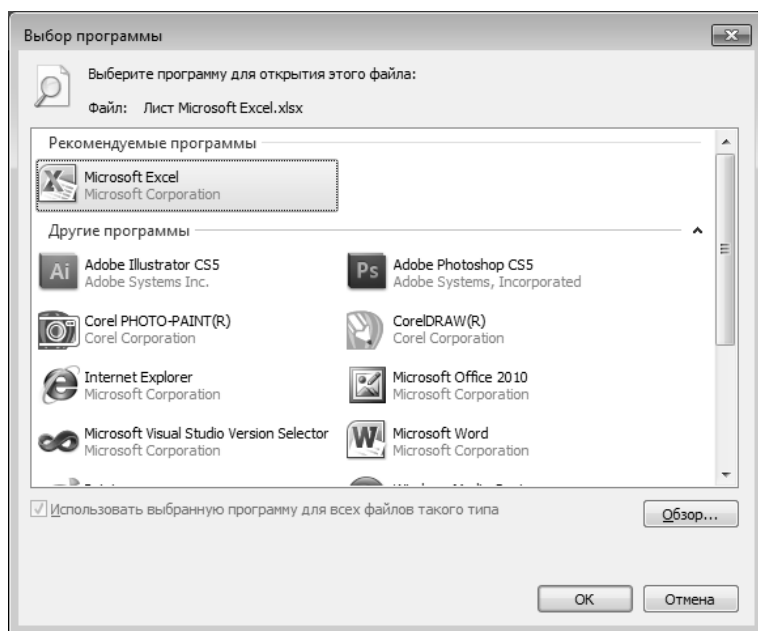 Выбор программы
Выберите программу для открытия этого файла:
Файл: Лист Microsoft Excel.xlsx
Рекомендуемые программы
Microsoft Excel
Microsoft Corporation
Другие программы
Adobe Illustrator CS5
Adobe Systems Inc.
Adobe Photoshop CS5
Adobe Systems, Incorporated
Corel PHOTO-PAINT(R)
Corel Corporation
CorelDRAW(R)
Corel Corporation
Internet Explorer
Microsoft Corporation
Microsoft Office 2010
Microsoft Corporation
Microsoft Visual Studio Version Selector
Microsoft Corporation
Microsoft Word
Microsoft Corporation
Использовать выбранную программу для всех файлов такого типа
Обзор...
ОК
Отмена